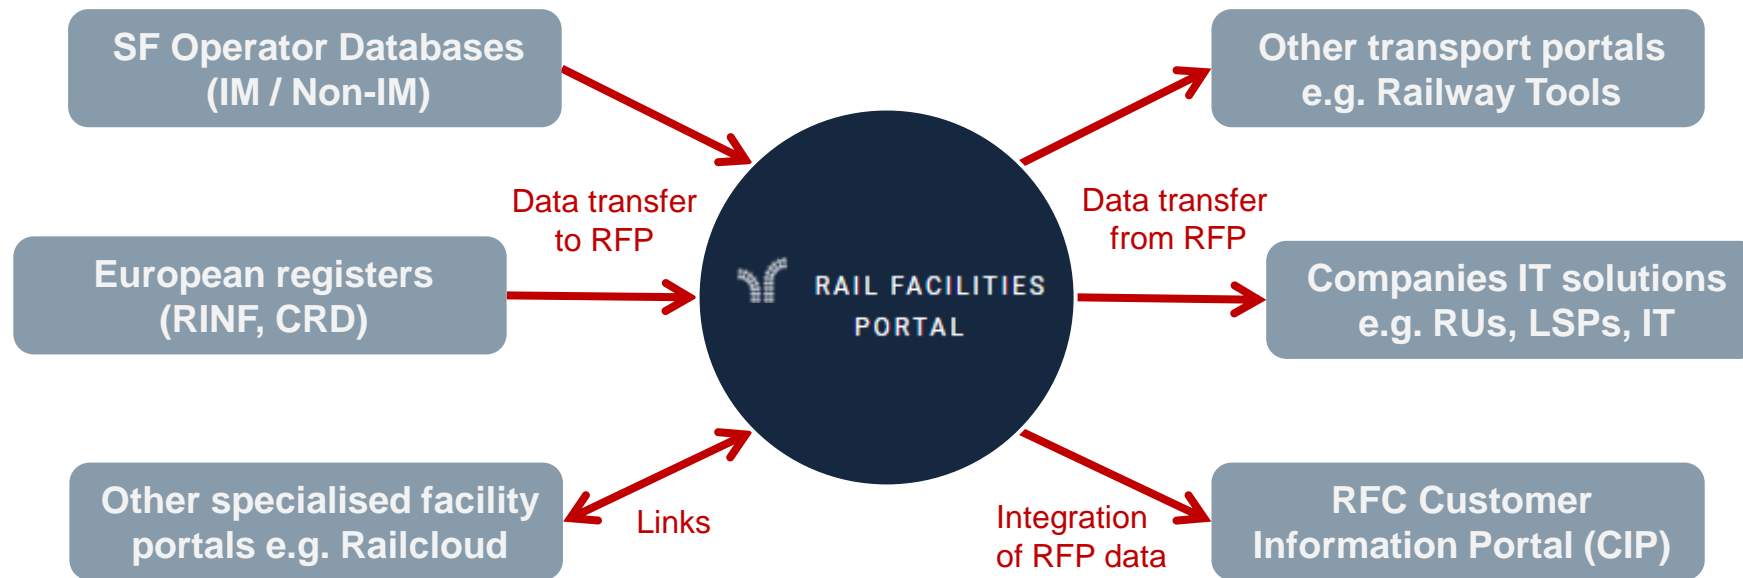 SF Operator Databases
(IM / Non-IM)
Other transport portals
e.g. Railway Tools
Data transfer
to RFP
Data transfer
from RFP
European registers
(RINF, CRD)
RAIL FACILITIES
PORTAL
Companies IT solutions
e.g. RUs, LSPs, IT
Other specialised facility
portals e.g. Railcloud
Links
Integration
of RFP data
RFC Customer
Information Portal (CIP)